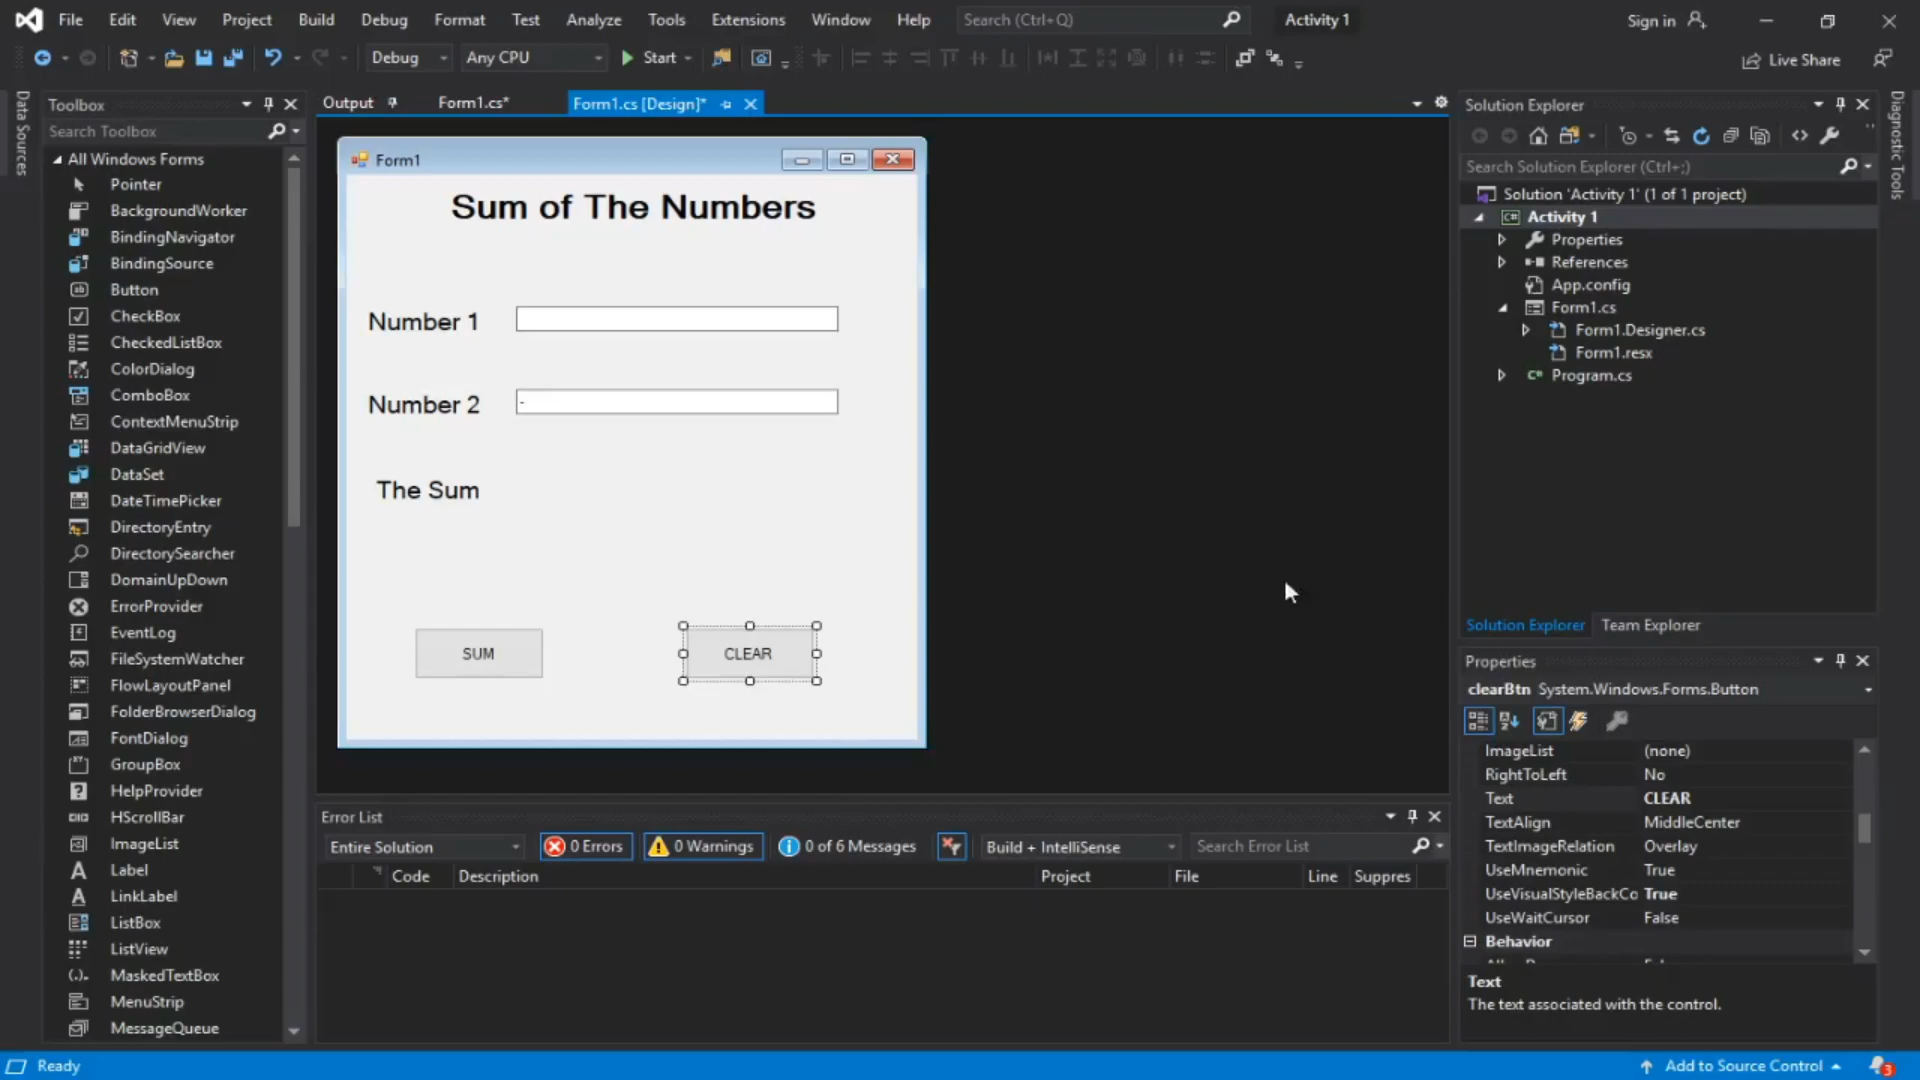 File Edit View Project Build Debug Format Test Analyze Tools Extensions Window Help Search (Ctrl+Q) Activity 1 Sign in
Debug Any CPU Start Live Share
Data Sources
Toolbox
Search Toolbox
All Windows Forms
Pointer
BackgroundWorker
BindingNavigator
BindingSource
Button
CheckBox
CheckedListBox
ColorDialog
ComboBox
ContextMenuStrip
DataGridView
DataSet
DateTimePicker
DirectoryEntry
DirectorySearcher
DomainUpDown
ErrorProvider
EventLog
FileSystemWatcher
FlowLayoutPanel
FolderBrowserDialog
FontDialog
GroupBox
HelpProvider
HScrollBar
ImageList
Label
LinkLabel
ListBox
ListView
MaskedTextBox
MenuStrip
MessageQueue
Output Form1.cs* Form1.cs [Design]*
Form1
Sum of The Numbers
Number 1
Number 2 -
The Sum
SUM CLEAR
Error List
Entire Solution 0 Errors 0 Warnings 0 of 6 Messages Build + IntelliSense Search Error List
Code Description Project File Line Suppres
Solution Explorer
Search Solution Explorer (Ctrl+;)
Solution 'Activity 1' (1 of 1 project)
Activity 1
Properties
References
App.config
Form1.cs
Form1.Designer.cs
Form1.resx
Program.cs
Solution Explorer Team Explorer
Diagnostic Tools
Properties
clearBtn System.Windows.Forms.Button
ImageList (none)
RightToLeft No
Text CLEAR
TextAlign MiddleCenter
TextImageRelation Overlay
UseMnemonic True
UseVisualStyleBackCo True
UseWaitCursor False
Behavior
Text
The text associated with the control.
Ready Add to Source Control 3